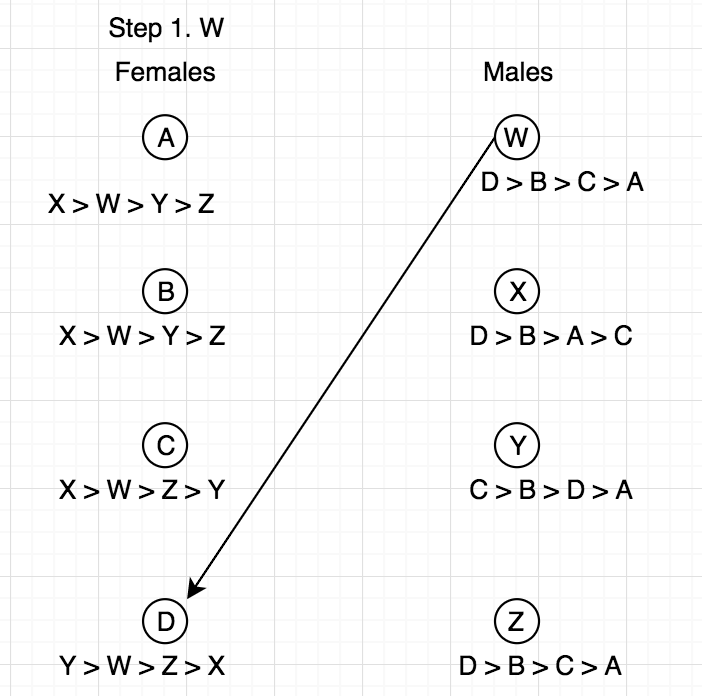 Step 1. W
Females
Males
A
W
X > W > Y > Z
D > B > C > A
B
X
X > W > Y > Z
D > B > A > C
C
Y
X > W > Z > Y
C > B > D > A
D
Z
Y > W > Z > X
D > B > C > A